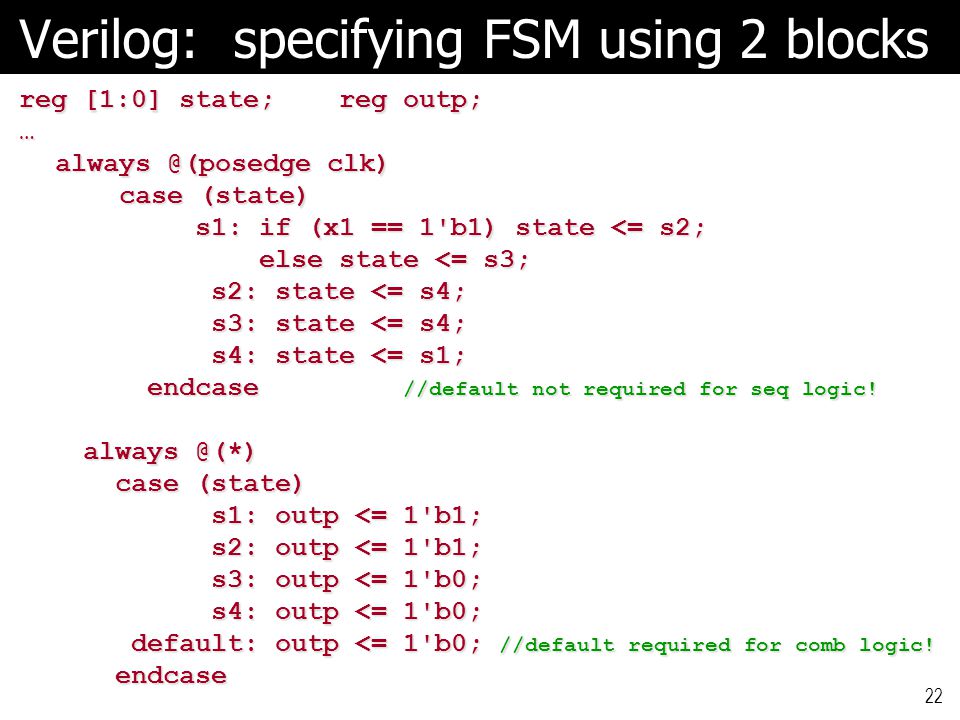 Verilog: specifying FSM using 2 blocks
reg [1:0] state; reg outp;
…
always @(posedge clk)
case (state)
s1: if (x1 == 1'b1) state <= s2;
else state <= s3;
s2: state <= s4;
s3: state <= s4;
s4: state <= s1;
endcase //default not required for seq logic!
always @(*)
case (state)
s1: outp <= 1'b1;
s2: outp <= 1'b1;
s3: outp <= 1'b0;
s4: outp <= 1'b0;
default: outp <= 1'b0; //default required for comb logic!
endcase
22